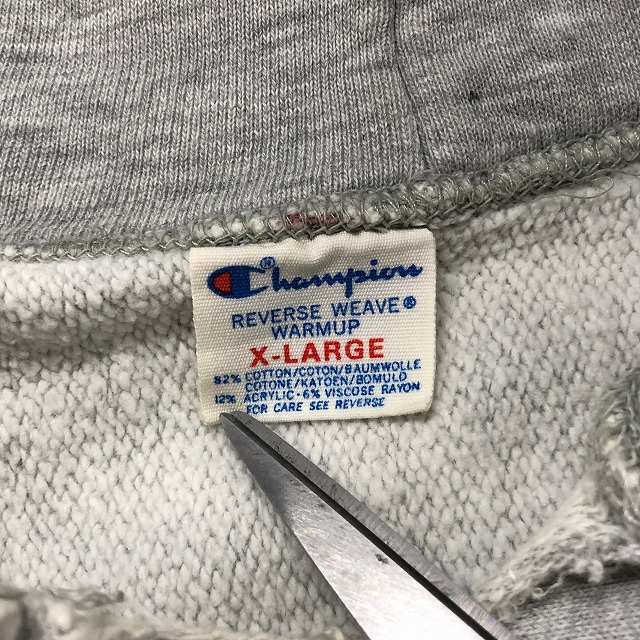 Champion®
REVERSE WEAVE®
WARMUP
X-LARGE
82% COTTON/COTON/BAUMWOLLE
COTONE/KATOEN/BOMULD
12% ACRYLIC·6% VISCOSE RAYON
FOR CARE SEE REVERSE